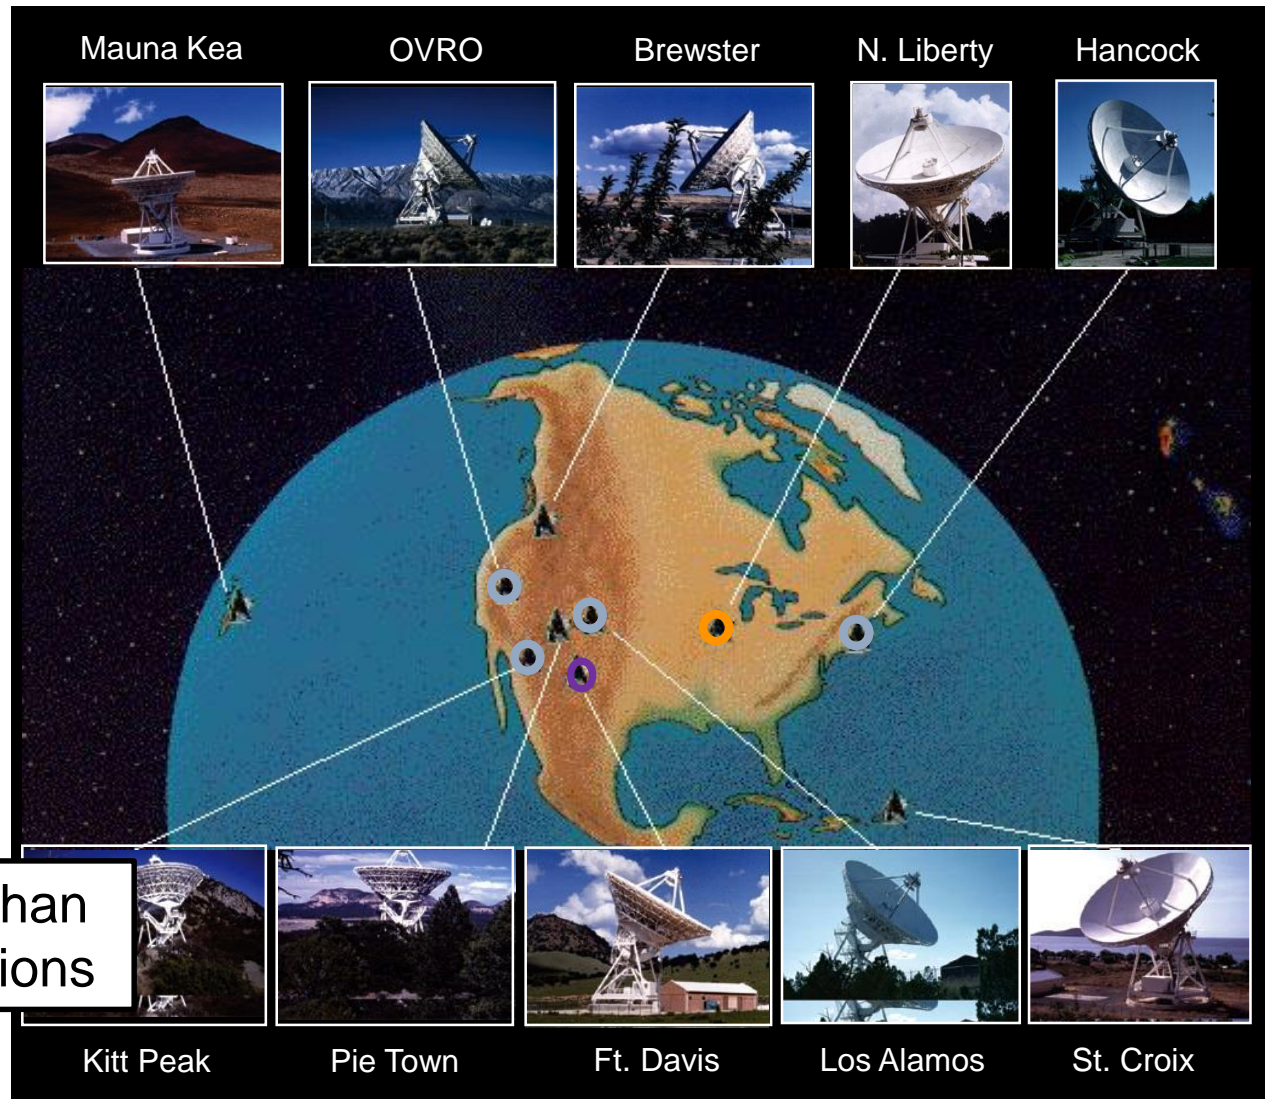 Mauna Kea
OVRO
Brewster
N. Liberty
Hancock
han
ions
Kitt Peak
Pie Town
Ft. Davis
Los Alamos
St. Croix